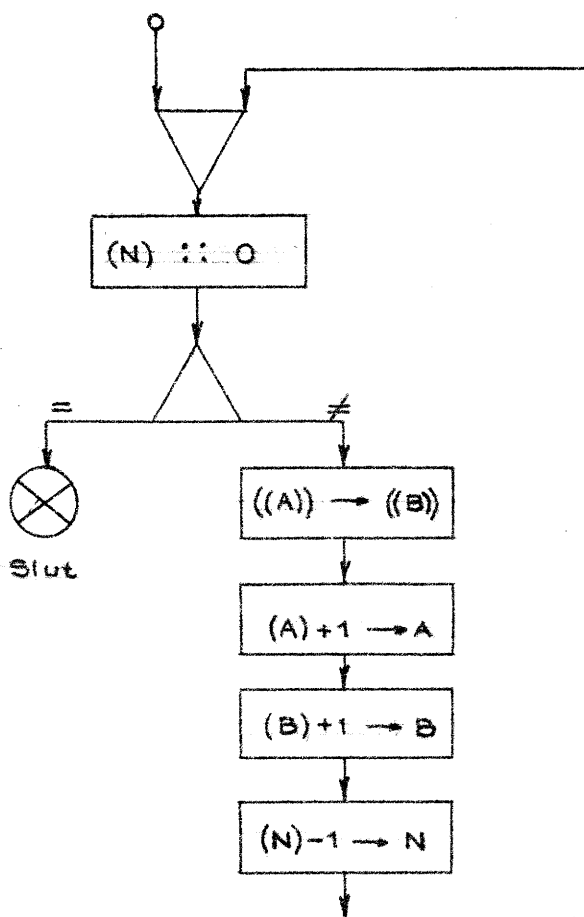 (N) :: 0
= ≠
((A)) → ((B))
Slut
(A)+1 → A
(B)+1 → B
(N)-1 → N